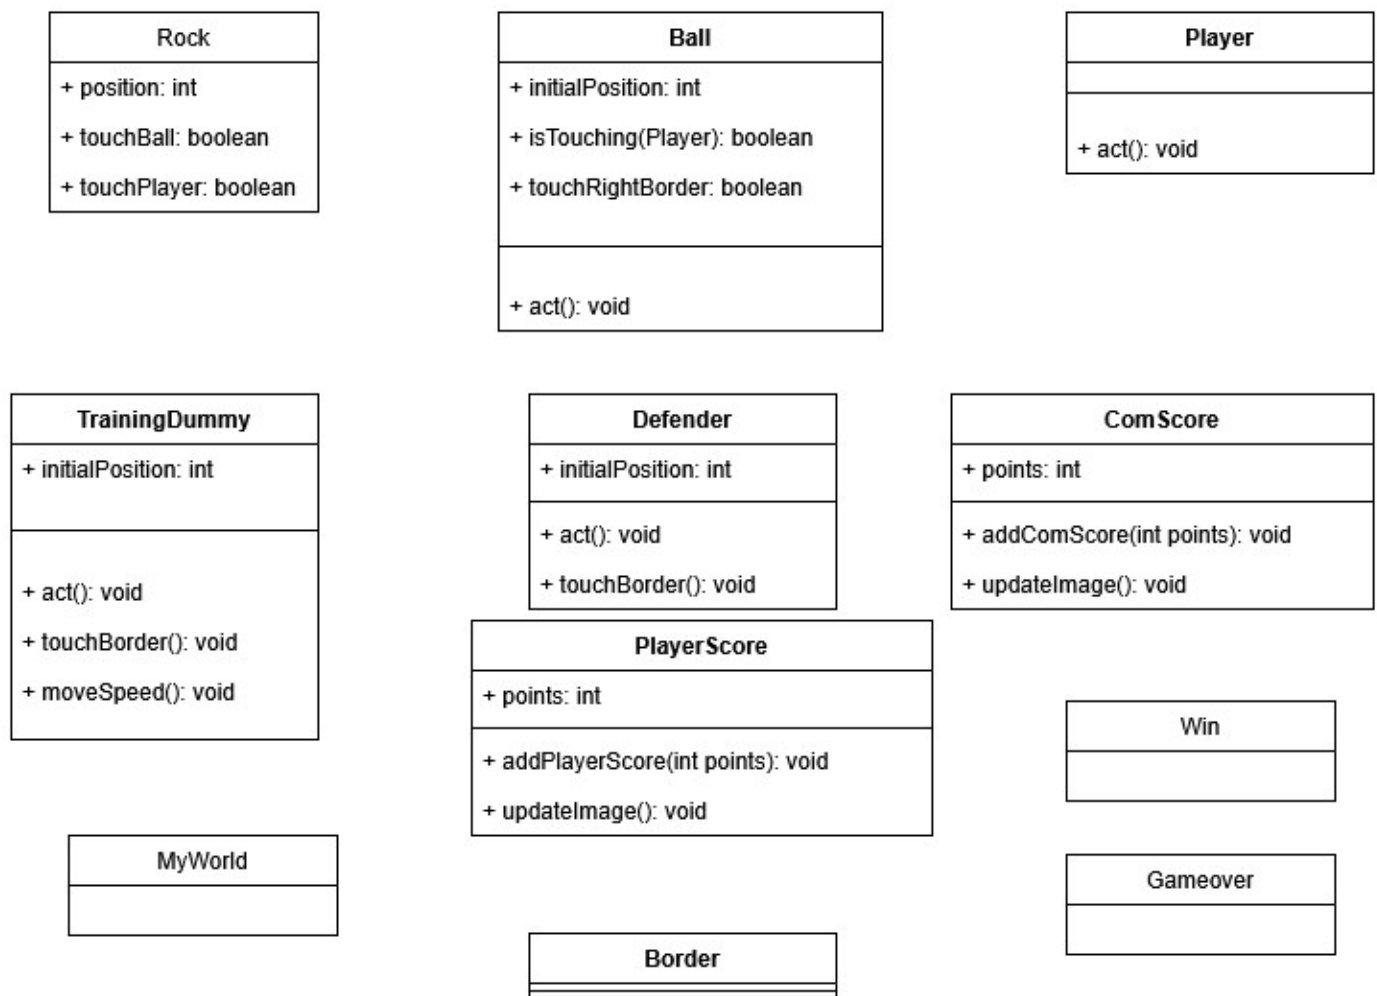 Rock
+ position: int
+ touchBall: boolean
+ touchPlayer: boolean
Ball
+ initialPosition: int
+ isTouching(Player): boolean
+ touchRightBorder: boolean
+ act(): void
Player
+ act(): void
TrainingDummy
+ initialPosition: int
+ act(): void
+ touchBorder(): void
+ moveSpeed(): void
Defender
+ initialPosition: int
+ act(): void
+ touchBorder(): void
ComScore
+ points: int
+ addComScore(int points): void
+ updateImage(): void
PlayerScore
+ points: int
+ addPlayerScore(int points): void
+ updateImage(): void
Win
MyWorld
Gameover
Border